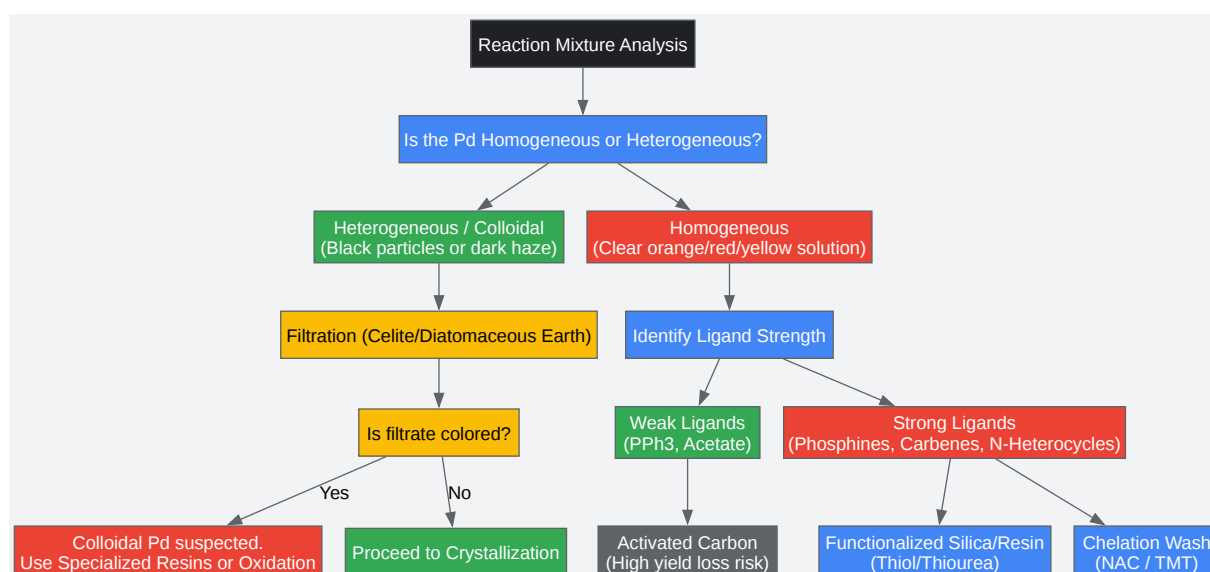 Reaction Mixture Analysis
Is the Pd Homogeneous or Heterogeneous?
Heterogeneous / Colloidal
(Black particles or dark haze)
Homogeneous
(Clear orange/red/yellow solution)
Filtration (Celite/Diatomaceous Earth)
Identify Ligand Strength
Is filtrate colored?
Weak Ligands
(PPh3, Acetate)
Strong Ligands
(Phosphines, Carbenes, N-Heterocycles)
Yes
No
Colloidal Pd suspected.
Use Specialized Resins or Oxidation
Proceed to Crystallization
Activated Carbon
(High yield loss risk)
Functionalized Silica/Resin
(Thiol/Thiourea)
Chelation Wash
(NAC / TMT)